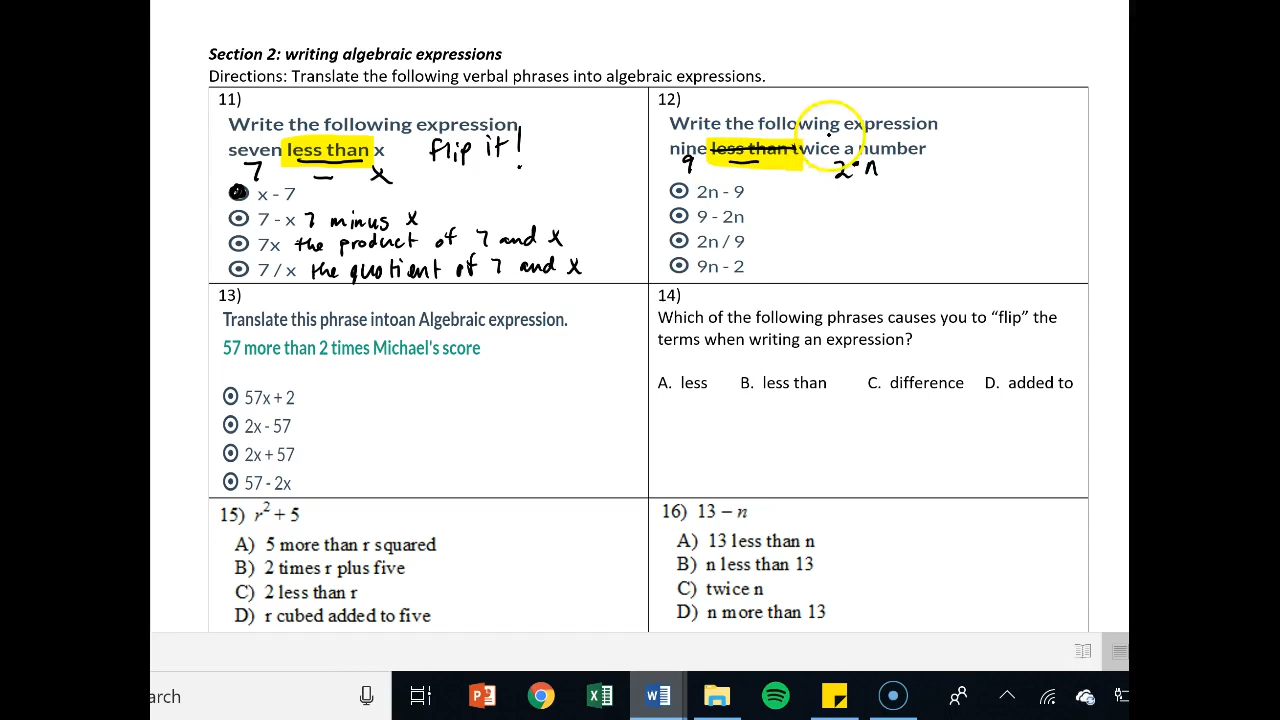 Section 2: writing algebraic expressions
Directions: Translate the following verbal phrases into algebraic expressions.
11)
Write the following expression
seven less than x flip it!
7 – x
x - 7
7 - x 7 minus x
7x the product of 7 and x
7 / x the quotient of 7 and x
12)
Write the following expression
nine less than twice a number
9 – 2·n
2n - 9
9 - 2n
2n / 9
9n - 2
13)
Translate this phrase intoan Algebraic expression.
57 more than 2 times Michael's score
57x + 2
2x - 57
2x + 57
57 - 2x
14)
Which of the following phrases causes you to “flip” the
terms when writing an expression?
A. less B. less than C. difference D. added to
15) r² + 5
A) 5 more than r squared
B) 2 times r plus five
C) 2 less than r
D) r cubed added to five
16) 13 − n
A) 13 less than n
B) n less than 13
C) twice n
D) n more than 13
arch